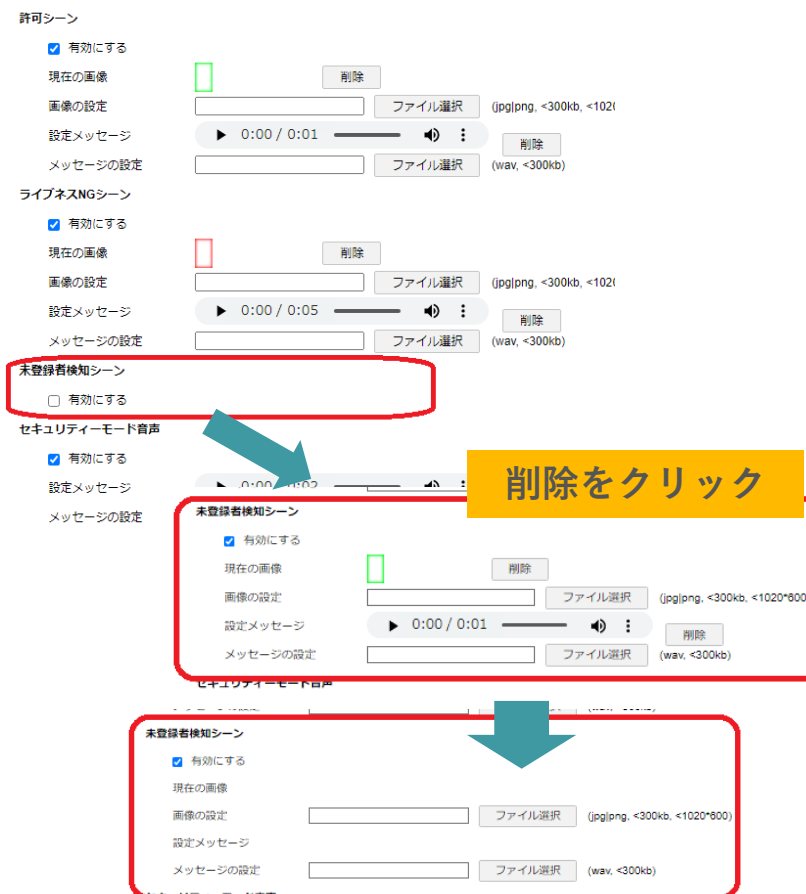 許可シーン
有効にする
現在の画像 削除
画像の設定 ファイル選択 (jpg|png, <300kb, <102
設定メッセージ 0:00 / 0:01 削除
メッセージの設定 ファイル選択 (wav, <300kb)
ライブネスNGシーン
有効にする
現在の画像 削除
画像の設定 ファイル選択 (jpg|png, <300kb, <102
設定メッセージ 0:00 / 0:05 削除
メッセージの設定 ファイル選択 (wav, <300kb)
未登録者検知シーン
有効にする
セキュリティーモード音声
有効にする
設定メッセージ 0:00 / 0:02
メッセージの設定
削除をクリック
未登録者検知シーン
有効にする
現在の画像 削除
画像の設定 ファイル選択 (jpg|png, <300kb, <1020*600
設定メッセージ 0:00 / 0:01 削除
メッセージの設定 ファイル選択 (wav, <300kb)
セキュリティーモード音声
未登録者検知シーン
有効にする
現在の画像
画像の設定 ファイル選択 (jpg|png, <300kb, <1020*600)
設定メッセージ
メッセージの設定 ファイル選択 (wav, <300kb)